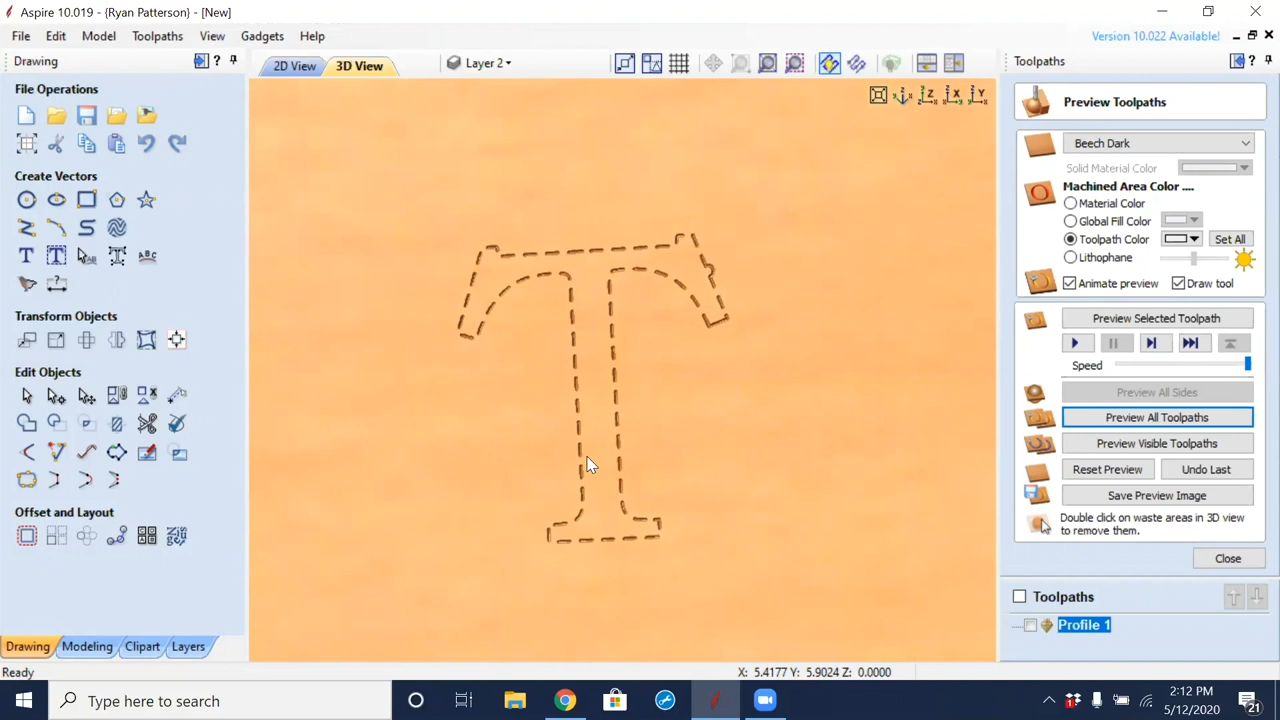 Aspire 10.019 - {Ryan Patterson} - [New]
File Edit Model Toolpaths View Gadgets Help
Version 10.022 Available!
Drawing
2D View
3D View
Layer 2
Toolpaths
File Operations
Create Vectors
Transform Objects
Edit Objects
Offset and Layout
Drawing Modeling Clipart Layers
T
Preview Toolpaths
Beech Dark
Solid Material Color
Machined Area Color ....
Material Color
Global Fill Color
Toolpath Color
Set All
Lithophane
Animate preview
Draw tool
Preview Selected Toolpath
Speed
Preview All Sides
Preview All Toolpaths
Preview Visible Toolpaths
Reset Preview
Undo Last
Save Preview Image
Double click on waste areas in 3D view
to remove them.
Close
Toolpaths
Profile 1
Ready
X: 5.4177 Y: 5.9024 Z: 0.0000
Type here to search
2:12 PM
5/12/2020
21